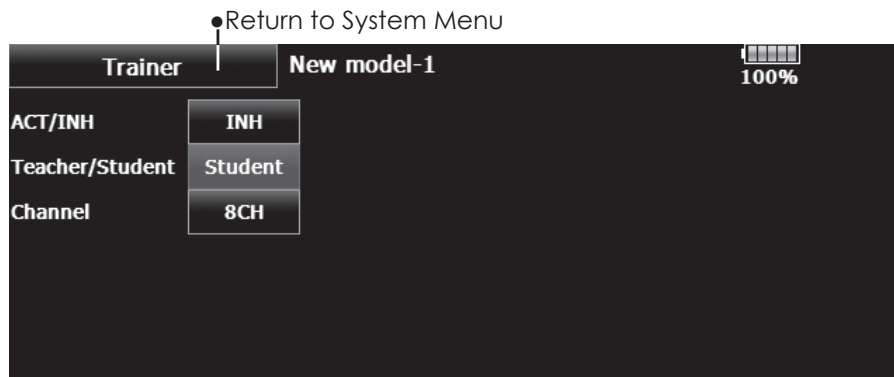 Return to System Menu
Trainer New model-1 100%
ACT/INH INH
Teacher/Student Student
Channel 8CH